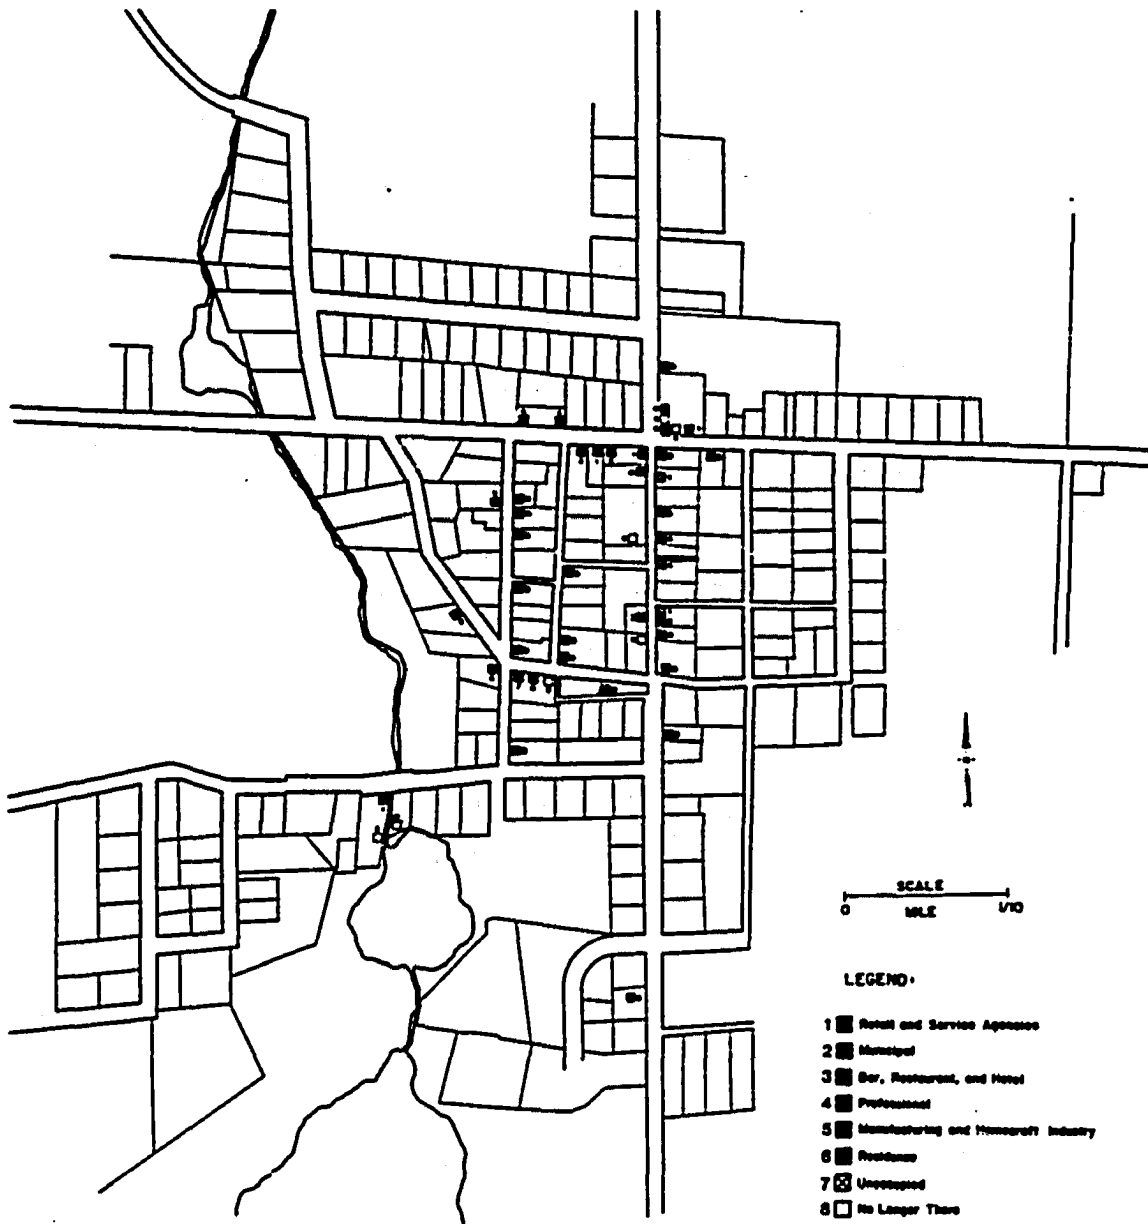 SCALE
0 MILE 1/10
LEGEND:
1 Retail and Service Agencies
2 Municipal
3 Bar, Restaurant, and Hotel
4 Professional
5 Manufacturing and Homecraft Industry
6 Residence
7 Unoccupied
8 No Longer There